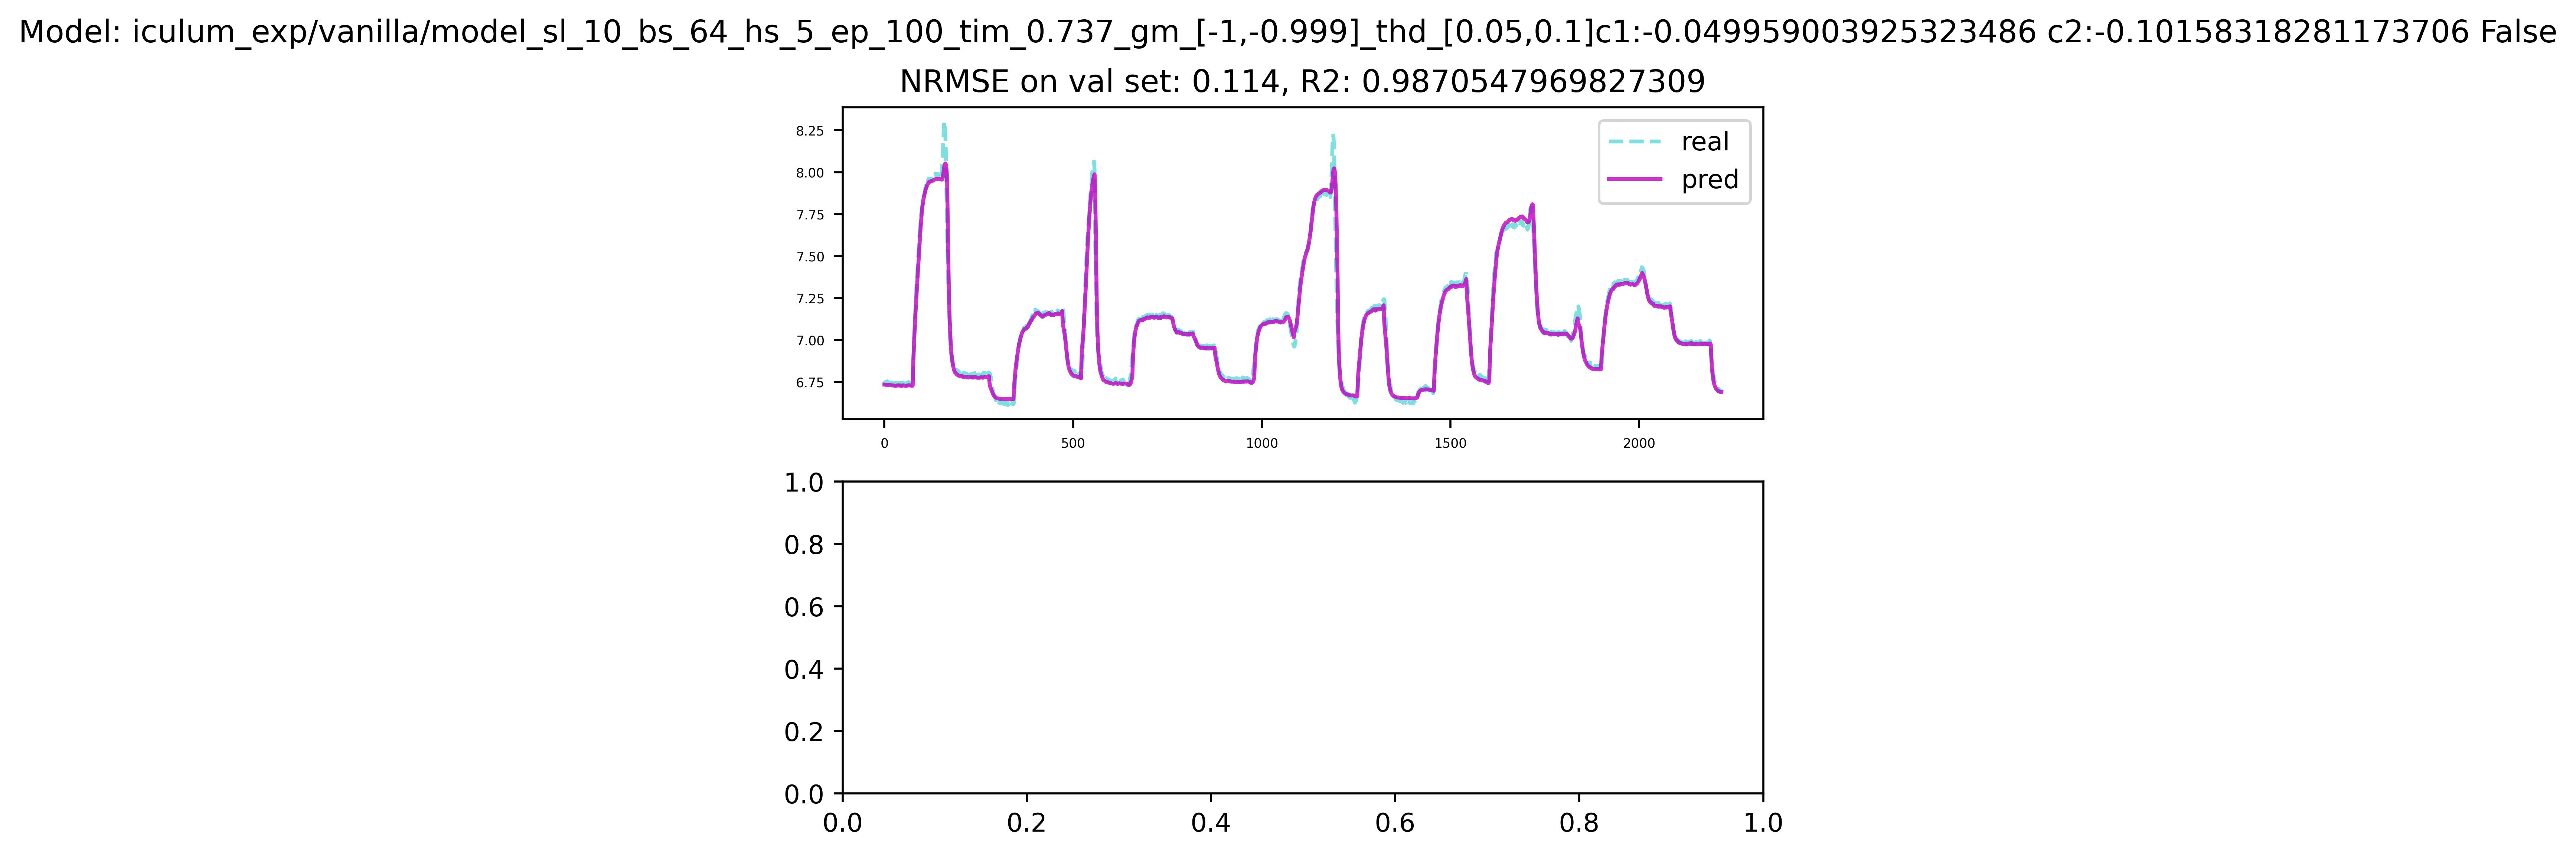 Model: iculum_exp/vanilla/model_sl_10_bs_64_hs_5_ep_100_tim_0.737_gm_[-1,-0.999]_thd_[0.05,0.1]c1:-0.049959003925323486 c2:-0.10158318281173706 False
NRMSE on val set: 0.114, R2: 0.9870547969827309
8.25
8.00
7.75
7.50
7.25
7.00
6.75
real
pred
0 500 1000 1500 2000
1.0
0.8
0.6
0.4
0.2
0.0
0.0 0.2 0.4 0.6 0.8 1.0